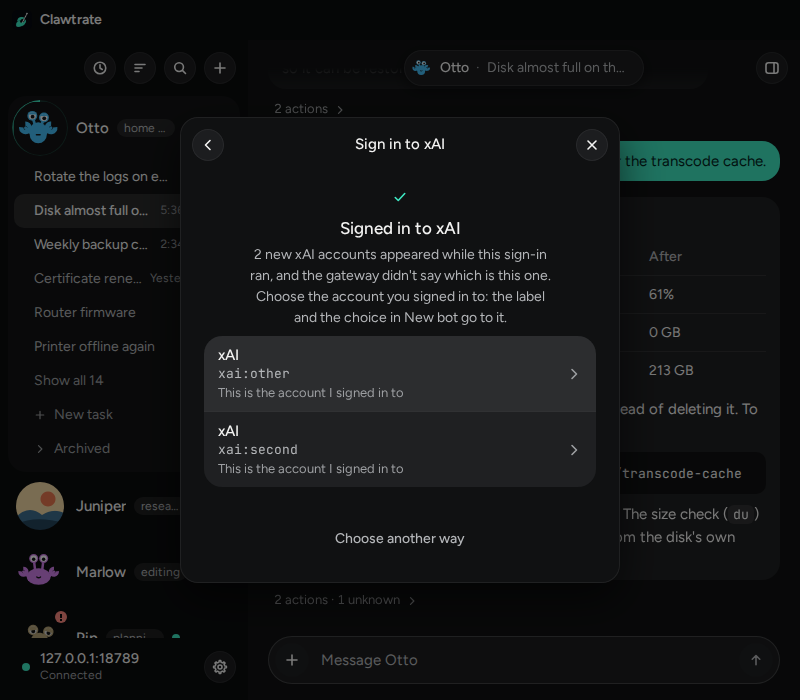 Clawtrate
Otto · Disk almost full on th...
Otto home ...
Rotate the logs on e...
Disk almost full o... 5:36
Weekly backup c... 2:34
Certificate rene... Yeste
Router firmware
Printer offline again
Show all 14
+ New task
Archived
Juniper resea...
Marlow editing
Pip planni...
127.0.0.1:18789
Connected
2 actions
the transcode cache.
After
61%
0 GB
213 GB
ead of deleting it. To
/transcode-cache
The size check ( du )
om the disk's own
2 actions · 1 unknown
Message Otto
Sign in to xAI
Signed in to xAI
2 new xAI accounts appeared while this sign-in
ran, and the gateway didn't say which is this one.
Choose the account you signed in to: the label
and the choice in New bot go to it.
xAI
xai:other
This is the account I signed in to
xAI
xai:second
This is the account I signed in to
Choose another way